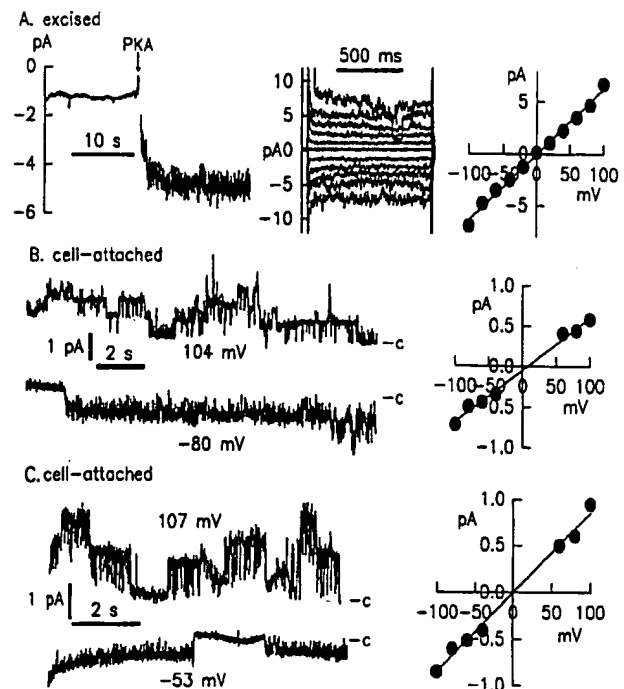 A. excised
pA
PKA
0
−2
−4
−6
10 s
500 ms
10
5
pA0
−5
−10
pA
5
−100
−50
0
50
100
mV
−5
B. cell-attached
1 pA
2 s
104 mV
−c
−c
−80 mV
1.0
pA
0.5
0.0
−100
−50
0
50
100
mV
0.5
−1.0
C. cell-attached
107 mV
1 pA
2 s
−c
−c
−53 mV
1.0
pA
0.5
0.0
−100
−50
0
50
100
mV
−0.5
−1.0